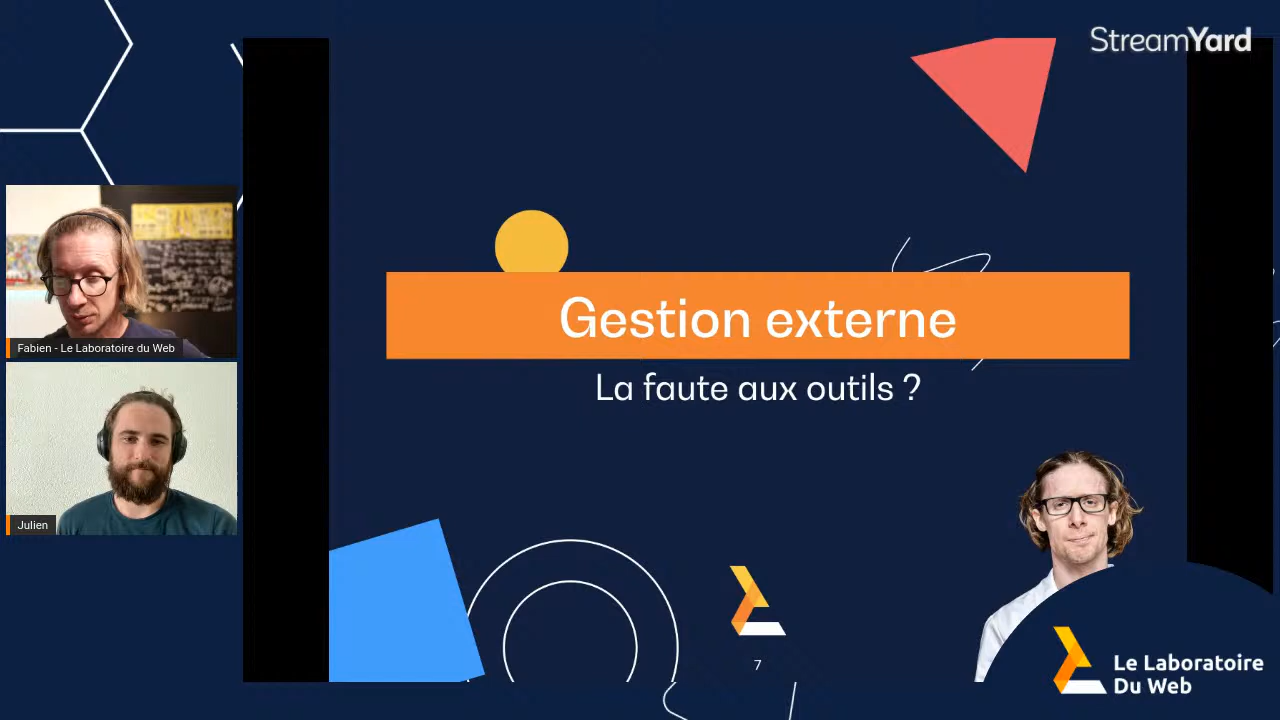 StreamYard
Gestion externe
La faute aux outils ?
Fabien - Le Laboratoire du Web
Julien
7
Le Laboratoire
Du Web